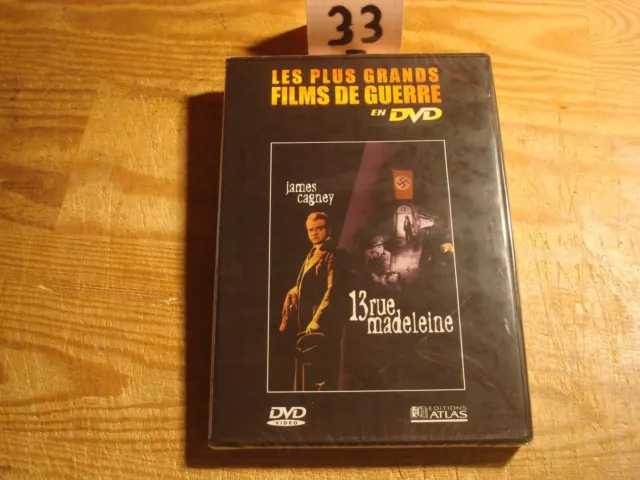 33
LES PLUS GRANDS
FILMS DE GUERRE
EN DVD
james
cagney
13 rue
madeleine
DVD
VIDEO
EDITIONS
ATLAS